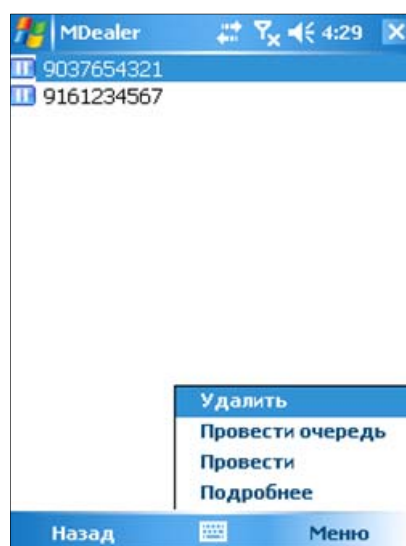 MDealer 4:29
9037654321
9161234567
Удалить
Провести очередь
Провести
Подробнее
Назад Меню